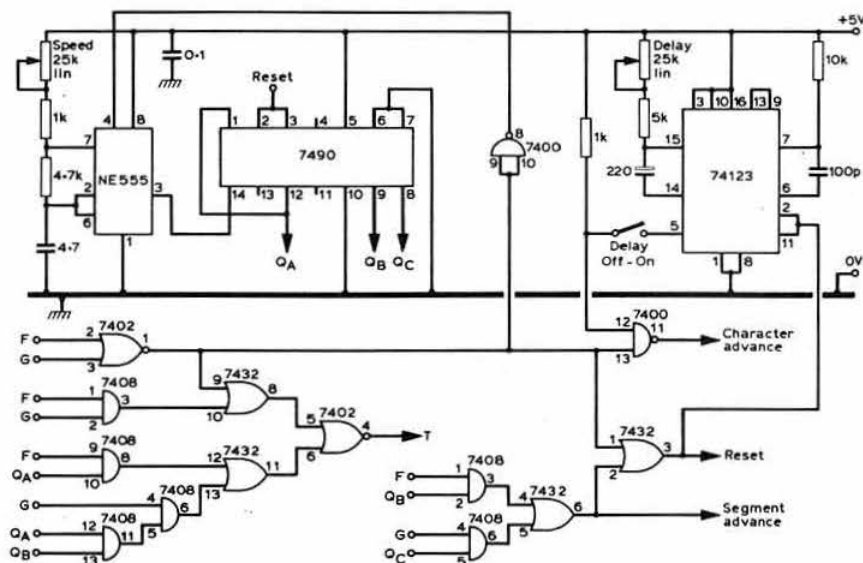 +5V
Speed
25k
lin
0·1
Reset
Delay
25k
lin
10k
4 8
1 2 3 4 5 6 7
3 10 16 13 9
1k
7
4·7k
NE555
2
6
3
1
4·7
7490
14 13 12 11 10 9 8
QA QB QC
8
7400
9 10
1k
5k
15
220
14
74123
7
6
100p
2
11
5
Delay
Off - On
1 8
0V
F 2 7402 1
G 3
7400
12 11
13
Character
advance
F 1 7408 3
G 2
9 7432 8
10
5 7402 4 T
6
F 9 7408 8
QA 10
12 7432 11
13
G 4 7408 6
5
QA 12 7408 11
QB 13
F 1 7408 3
QB 2
G 4 7408 6
QC 5
4 7432 6
5
1 7432 3
2
Reset
Segment
advance